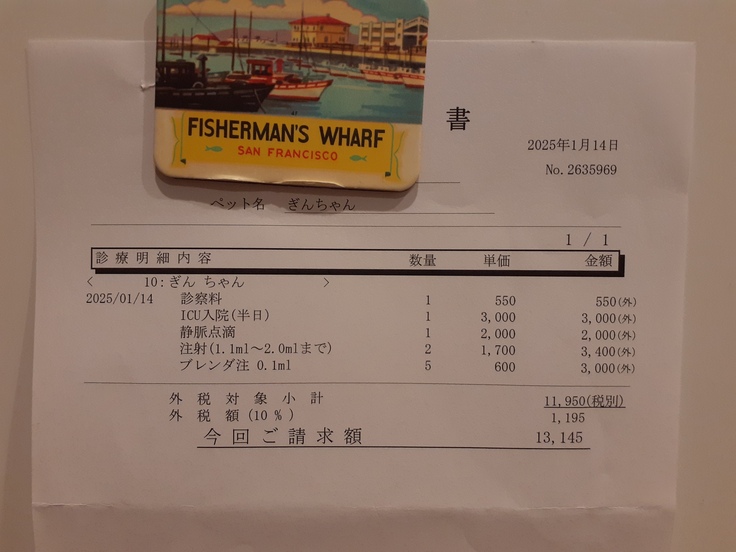 FISHERMAN'S WHARF
SAN FRANCISCO
書
2025年1月14日
No.2635969
ペット名 ぎんちゃん
1 / 1
診療明細内容 数量 単価 金額
< 10:ぎん ちゃん >
2025/01/14 診察料 1 550 550(外)
ICU入院(半日) 1 3,000 3,000(外)
静脈点滴 1 2,000 2,000(外)
注射(1.1ml~2.0mlまで) 2 1,700 3,400(外)
ブレンダ注 0.1ml 5 600 3,000(外)
外税対象小計 11,950(税別)
外税額(10%) 1,195
今回ご請求額 13,145